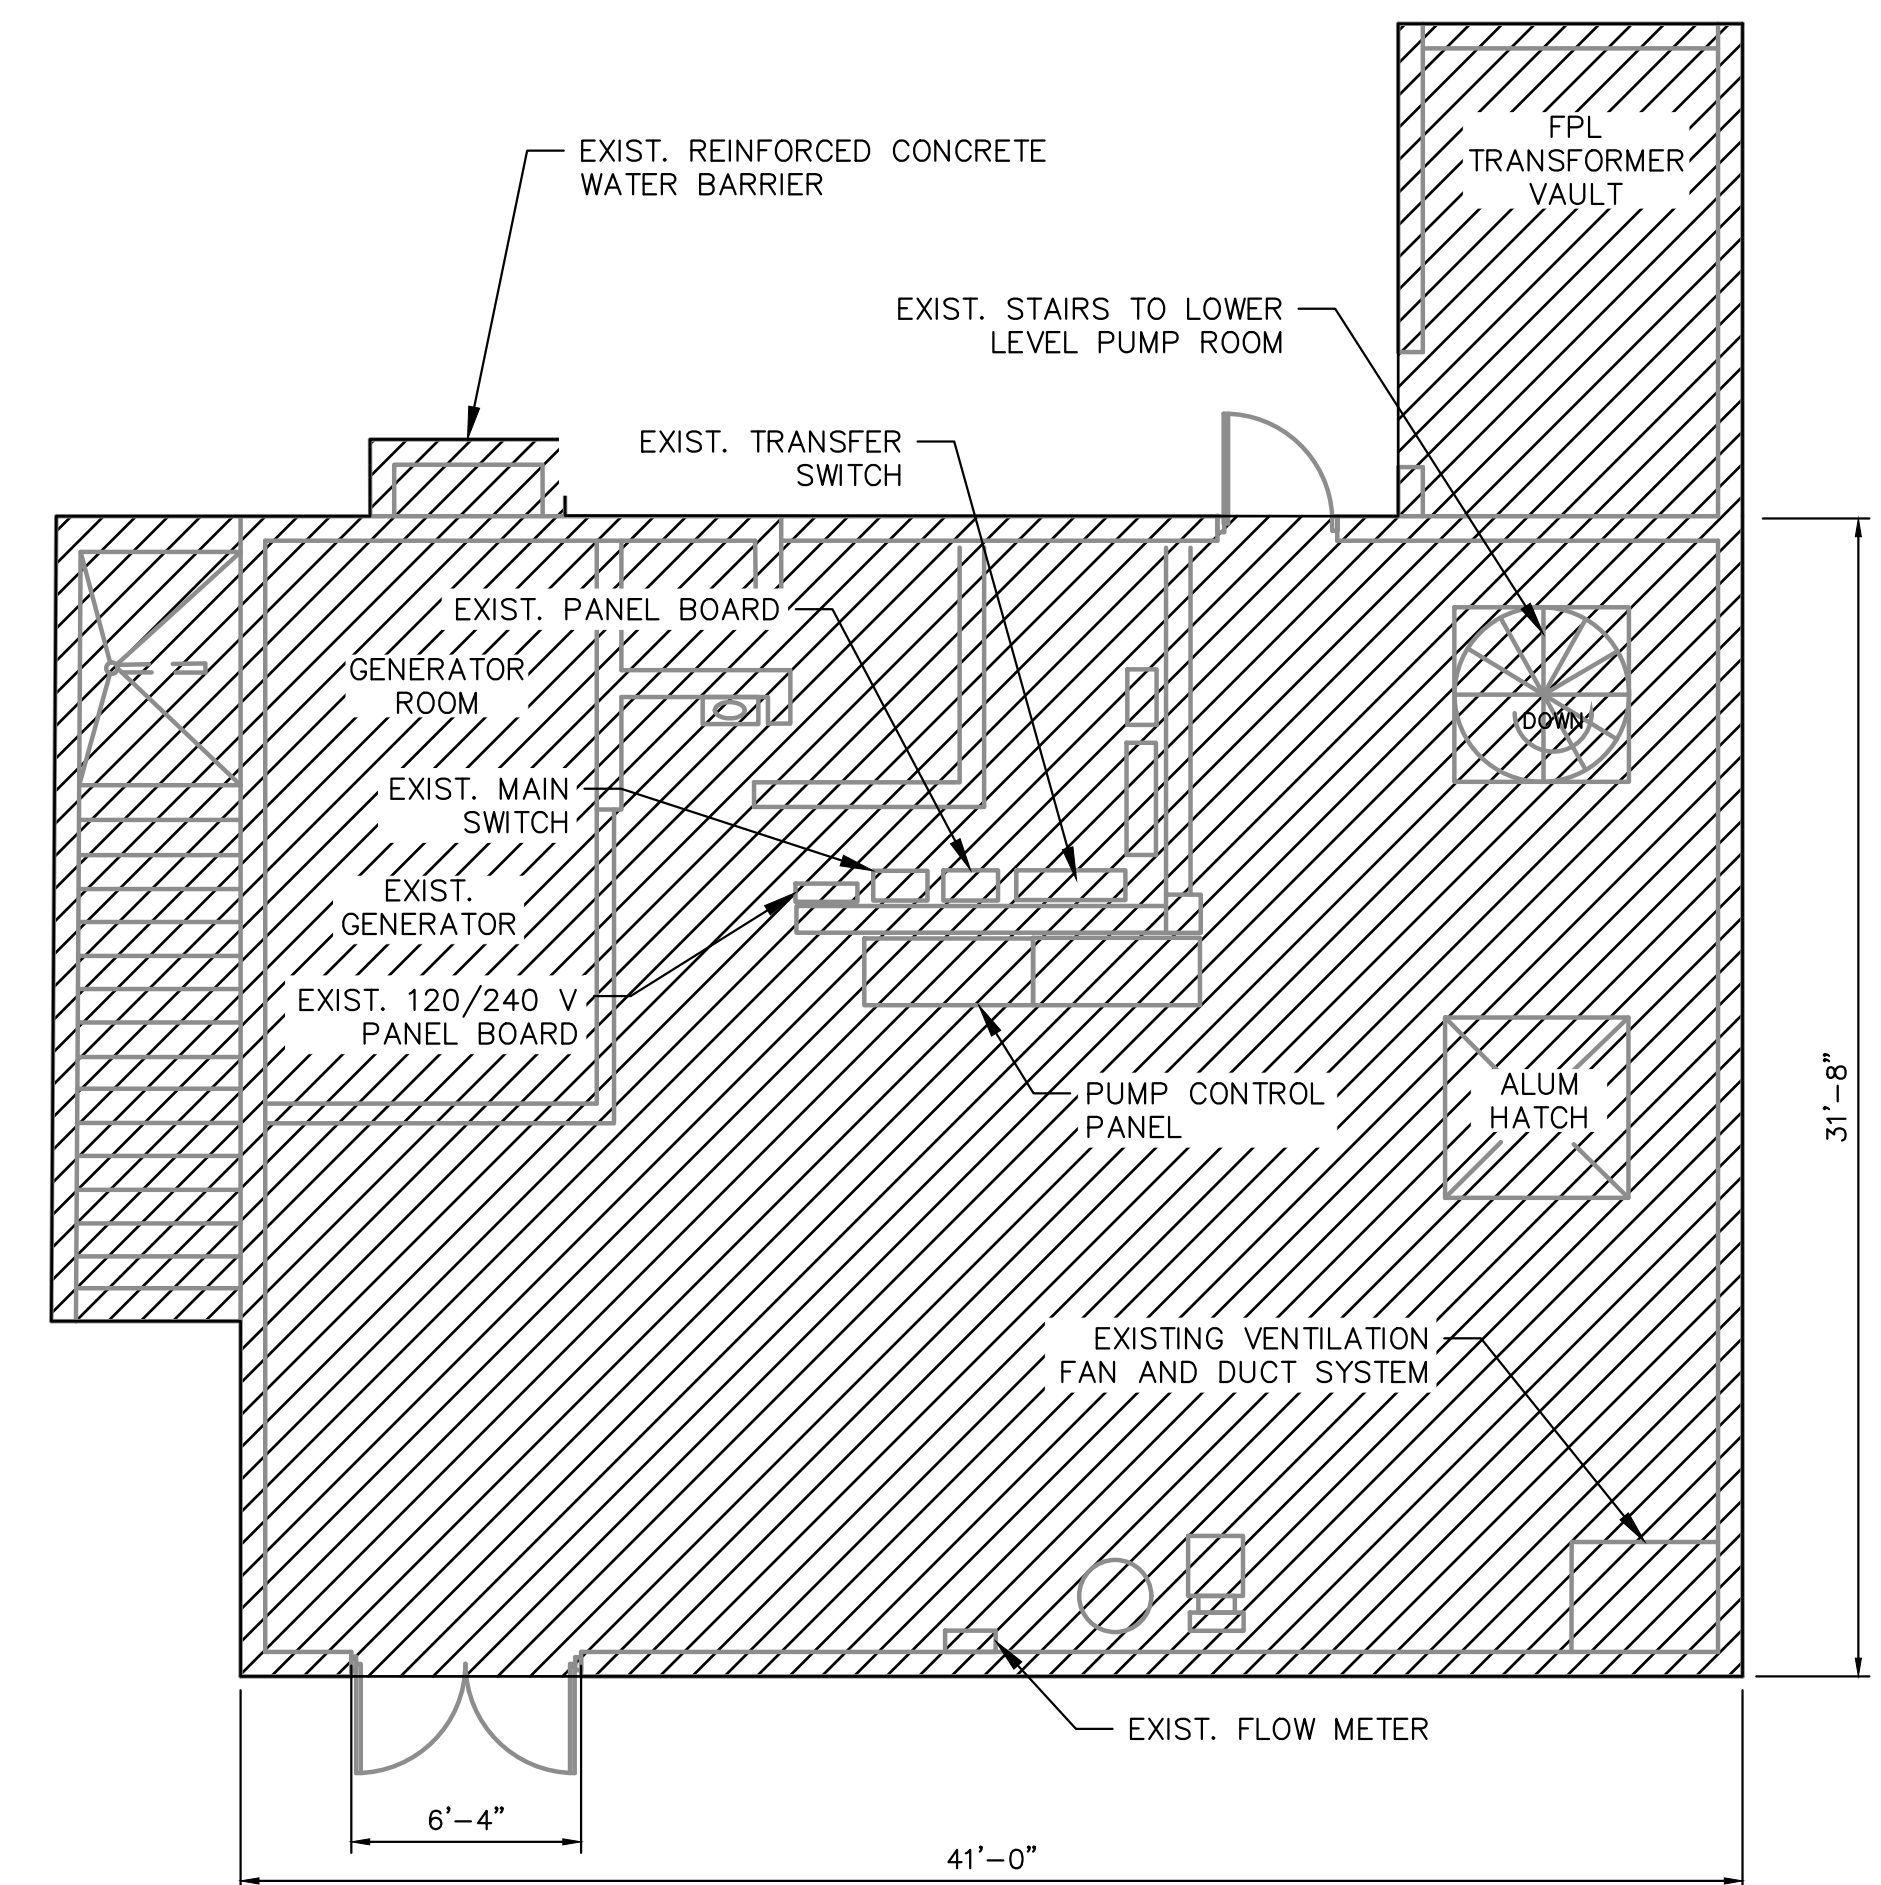 FPL
TRANSFORMER
VAULT
EXIST. REINFORCED CONCRETE
WATER BARRIER
EXIST. STAIRS TO LOWER
LEVEL PUMP ROOM
EXIST. TRANSFER
SWITCH
EXIST. PANEL BOARD
GENERATOR
ROOM
DOWN
EXIST. MAIN
SWITCH
EXIST.
GENERATOR
EXIST. 120/240 V
PANEL BOARD
PUMP CONTROL
PANEL
ALUM
HATCH
31'-8"
EXISTING VENTILATION
FAN AND DUCT SYSTEM
EXIST. FLOW METER
6'-4"
41'-0"